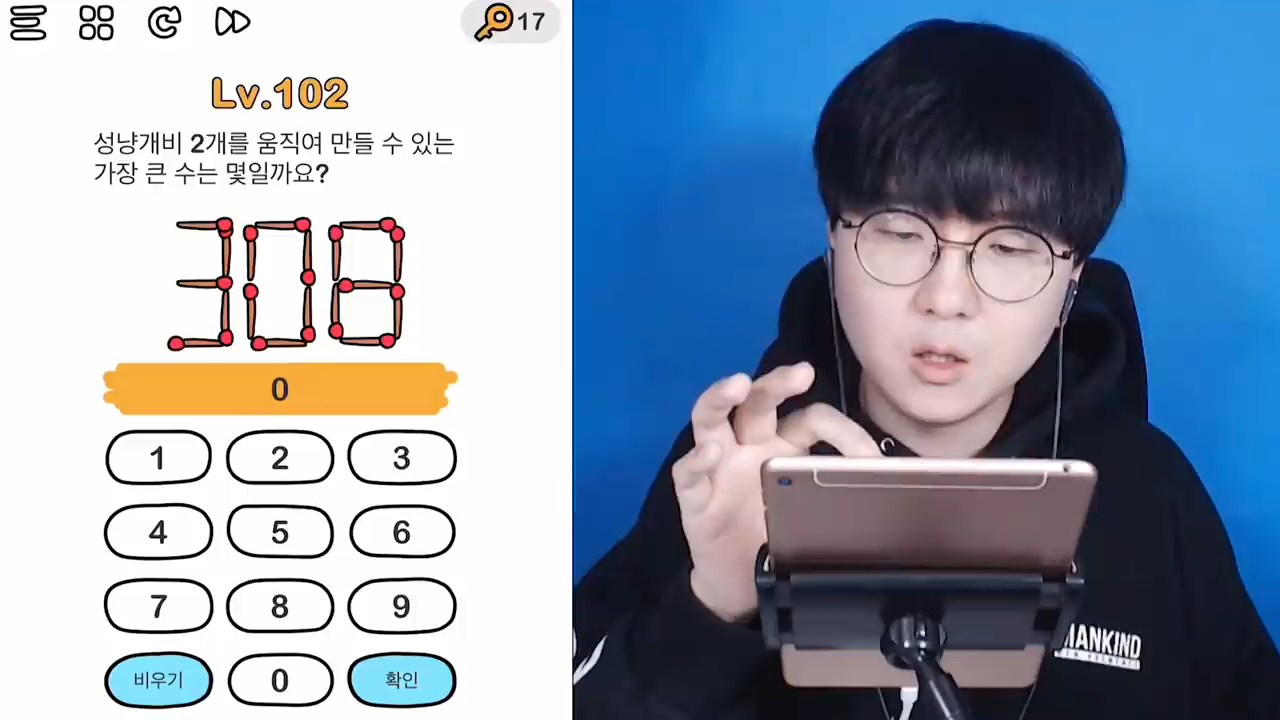 17
Lv.102
성냥개비 2개를 움직여 만들 수 있는
가장 큰 수는 몇일까요?
308
0
1 2 3
4 5 6
7 8 9
비우기 0 확인
MANKIND